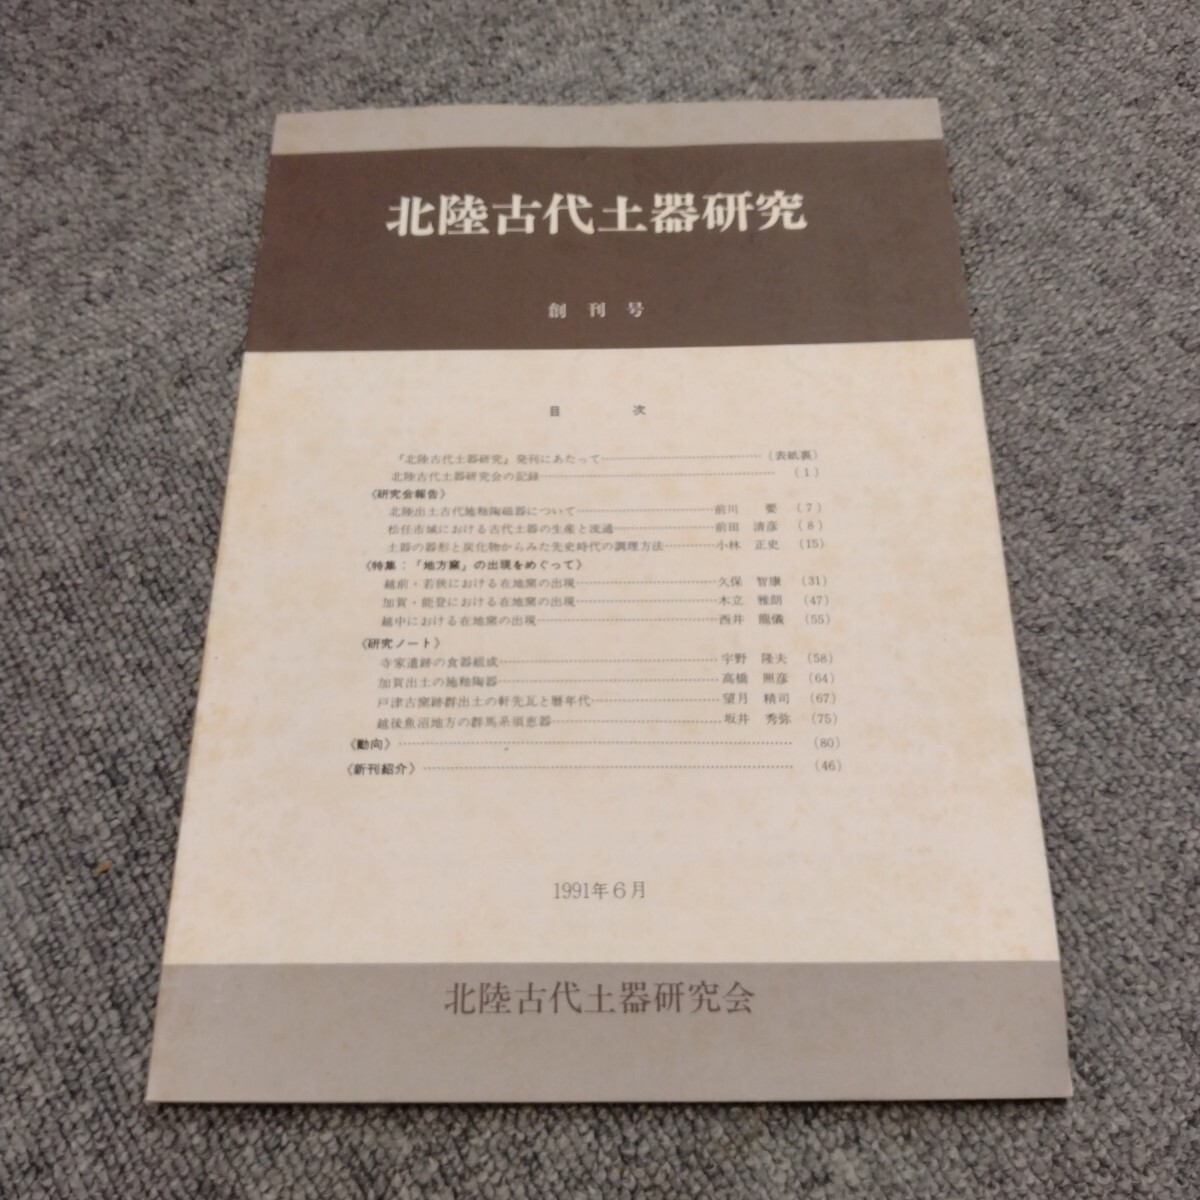 北陸古代土器研究
創刊号
目次
『北陸古代土器研究』発刊にあたって……(表紙裏)
北陸古代土器研究会の記録……(1)
〈研究会報告〉
北陸出土古代施釉陶磁器について……前川 要 (7)
松任市域における古代土器の生産と流通……前田 清彦 (8)
土器の器形と炭化物からみた先史時代の調理方法……小林 正史 (15)
〈特集：「地方窯」の出現をめぐって〉
越前・若狭における在地窯の出現……久保 智康 (31)
加賀・能登における在地窯の出現……木立 雅朗 (47)
越中における在地窯の出現……西井 龍儀 (55)
〈研究ノート〉
寺家遺跡の食器組成……宇野 隆夫 (58)
加賀出土の施釉陶器……高橋 照彦 (64)
戸津古窯跡群出土の軒先瓦と暦年代……望月 精司 (67)
越後魚沼地方の群馬系須恵器……坂井 秀弥 (75)
〈動向〉……(80)
〈新刊紹介〉……(46)
1991年6月
北陸古代土器研究会